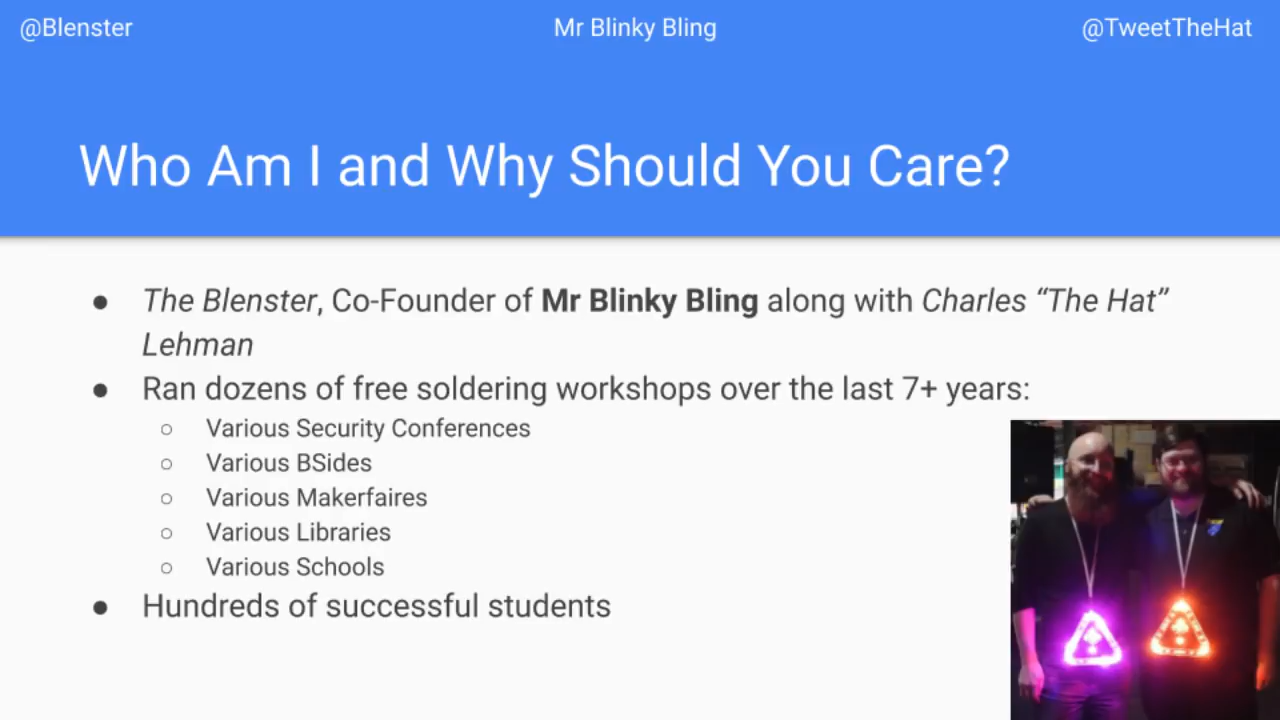 @Blenster
Mr Blinky Bling
@TweetTheHat
Who Am I and Why Should You Care?
● The Blenster, Co-Founder of Mr Blinky Bling along with Charles “The Hat”
Lehman
● Ran dozens of free soldering workshops over the last 7+ years:
○ Various Security Conferences
○ Various BSides
○ Various Makerfaires
○ Various Libraries
○ Various Schools
● Hundreds of successful students